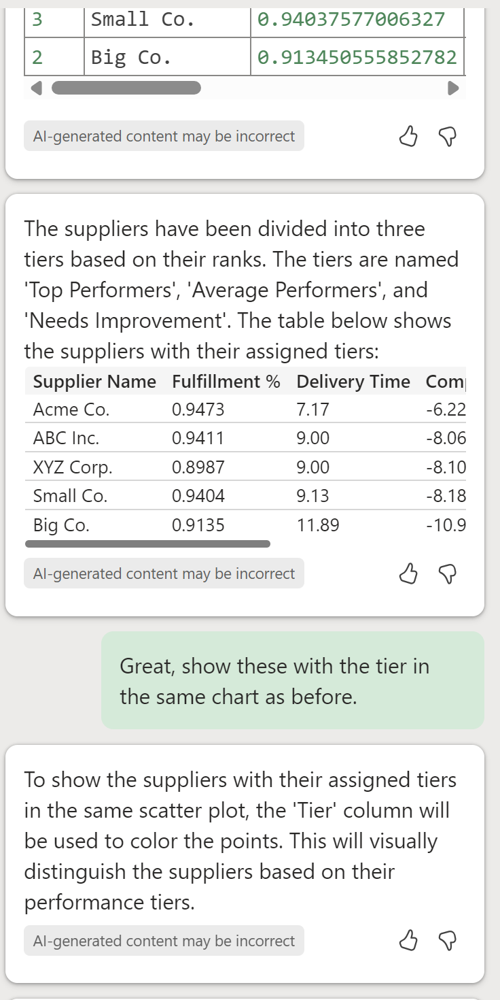 3 Small Co. 0.94037577006327
2 Big Co. 0.913450555852782
AI-generated content may be incorrect
The suppliers have been divided into three
tiers based on their ranks. The tiers are named
'Top Performers', 'Average Performers', and
'Needs Improvement'. The table below shows
the suppliers with their assigned tiers:
Supplier Name Fulfillment % Delivery Time Com
Acme Co. 0.9473 7.17 -6.22
ABC Inc. 0.9411 9.00 -8.06
XYZ Corp. 0.8987 9.00 -8.10
Small Co. 0.9404 9.13 -8.18
Big Co. 0.9135 11.89 -10.9
AI-generated content may be incorrect
Great, show these with the tier in
the same chart as before.
To show the suppliers with their assigned tiers
in the same scatter plot, the 'Tier' column will
be used to color the points. This will visually
distinguish the suppliers based on their
performance tiers.
AI-generated content may be incorrect